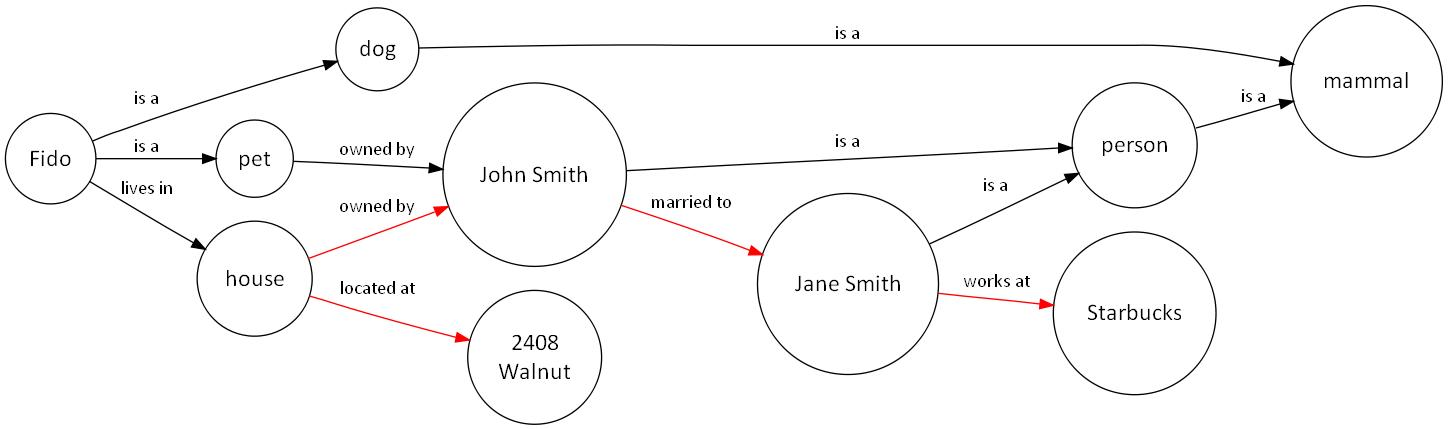 is a
dog
mammal
is a
is a
person
is a
Fido
is a
pet
owned by
John Smith
is a
lives in
owned by
married to
is a
house
located at
Jane Smith
works at
Starbucks
2408
Walnut